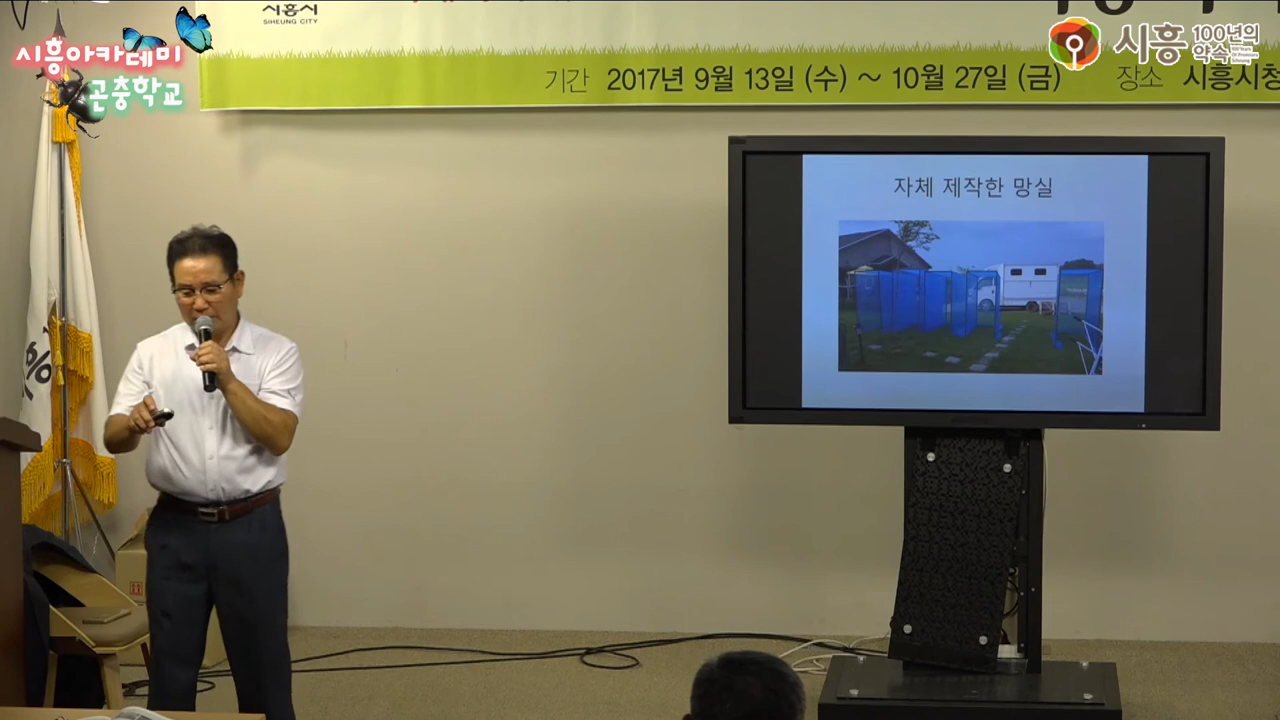 시흥시
SIHEUNG CITY
시흥아카데미
곤충학교
시흥 100년의
약속
기간 2017년 9월 13일 (수) ~ 10월 27일 (금) 장소 시흥시청
자체 제작한 망실